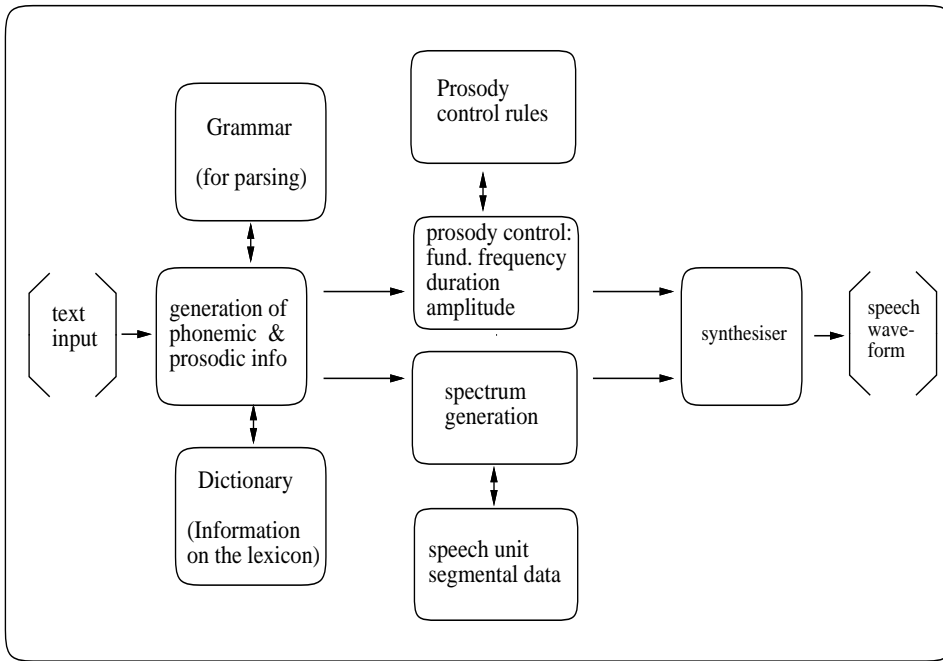 Grammar
(for parsing)
Prosody
control rules
text
input
generation of
phonemic &
prosodic info
prosody control:
fund. frequency
duration
amplitude
spectrum
generation
synthesiser
speech
wave-
form
Dictionary
(Information
on the lexicon)
speech unit
segmental data